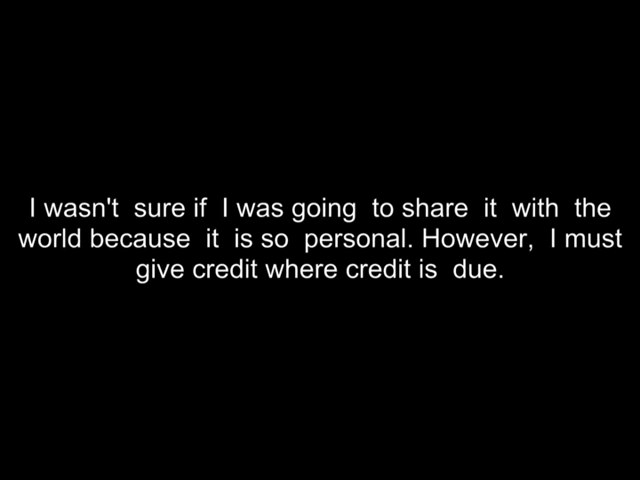 I wasn't sure if I was going to share it with the
world because it is so personal. However, I must
give credit where credit is due.